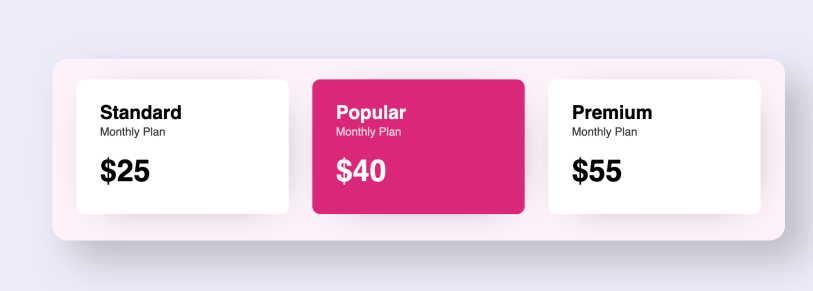 Standard
Monthly Plan
$25
Popular
Monthly Plan
$40
Premium
Monthly Plan
$55